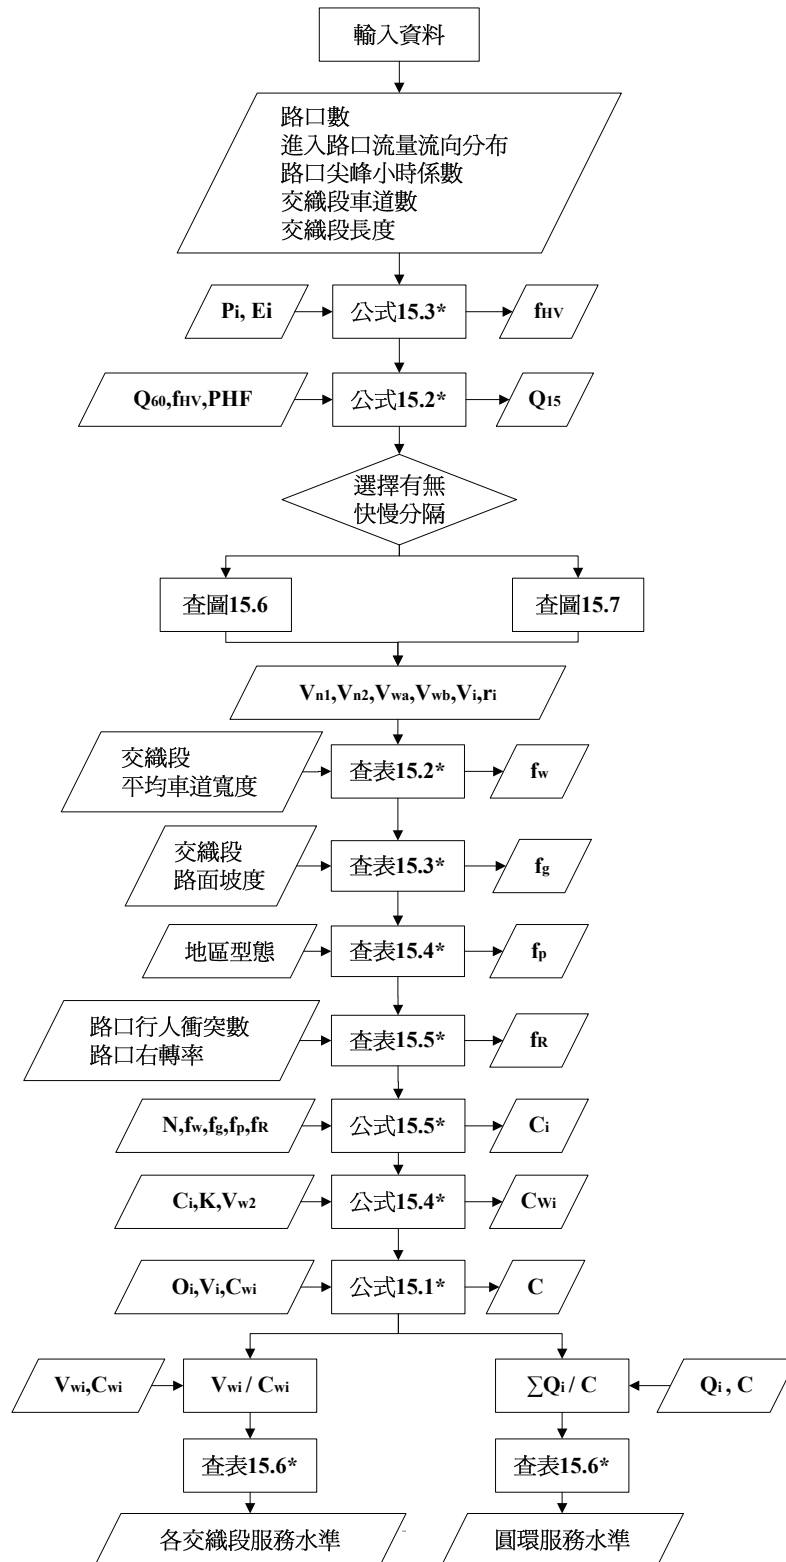 輸入資料
路口數
進入路口流量流向分布
路口尖峰小時係數
交織段車道數
交織段長度
Pi, Ei
公式15.3*
fHV
Q60,fHV,PHF
公式15.2*
Q15
選擇有無
快慢分隔
查圖15.6
查圖15.7
Vn1,Vn2,Vwa,Vwb,Vi,ri
交織段
平均車道寬度
查表15.2*
fw
交織段
路面坡度
查表15.3*
fg
地區型態
查表15.4*
fp
路口行人衝突數
路口右轉率
查表15.5*
fR
N,fw,fg,fp,fR
公式15.5*
Ci
Ci,K,Vw2
公式15.4*
CWi
Oi,Vi,Cwi
公式15.1*
C
Vwi,Cwi
Vwi / Cwi
∑Qi / C
Qi , C
查表15.6*
查表15.6*
各交織段服務水準
圓環服務水準